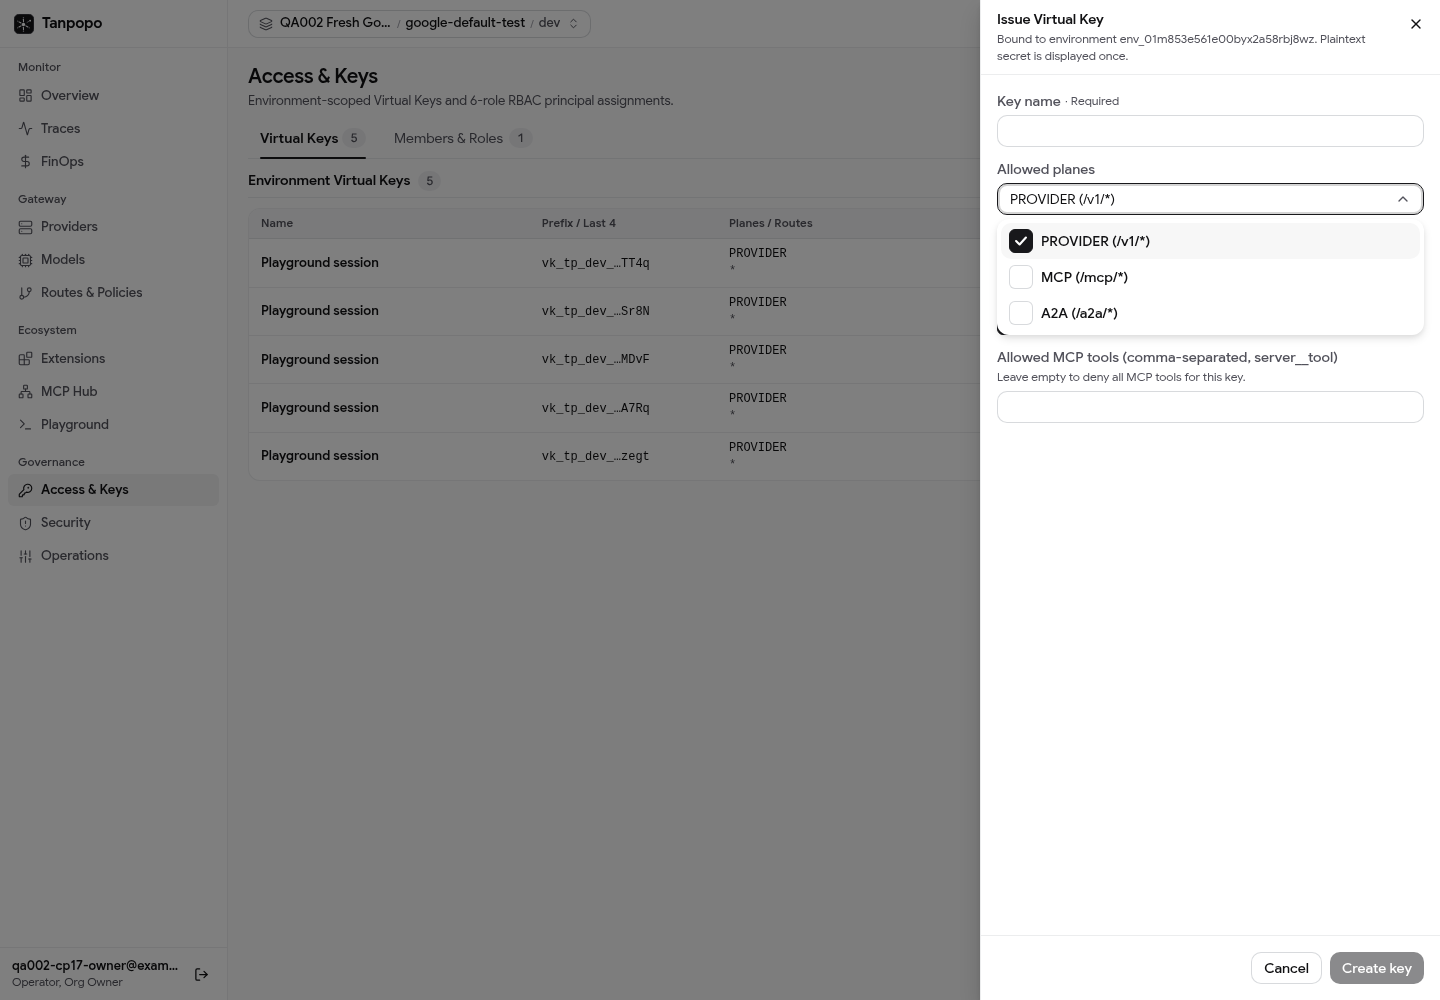 Tanpopo
Monitor
Overview
Traces
FinOps
Gateway
Providers
Models
Routes & Policies
Ecosystem
Extensions
MCP Hub
Playground
Governance
Access & Keys
Security
Operations
qa002-cp17-owner@exam...
Operator, Org Owner
QA002 Fresh Go... / google-default-test / dev
Access & Keys
Environment-scoped Virtual Keys and 6-role RBAC principal assignments.
Virtual Keys 5 Members & Roles 1
Environment Virtual Keys 5
Name Prefix / Last 4 Planes / Routes
Playground session vk_tp_dev_…TT4q PROVIDER
*
Playground session vk_tp_dev_…Sr8N PROVIDER
*
Playground session vk_tp_dev_…MDvF PROVIDER
*
Playground session vk_tp_dev_…A7Rq PROVIDER
*
Playground session vk_tp_dev_…zegt PROVIDER
*
Issue Virtual Key
Bound to environment env_01m853e561e00byx2a58rbj8wz. Plaintext
secret is displayed once.
Key name · Required
Allowed planes
PROVIDER (/v1/*)
PROVIDER (/v1/*)
MCP (/mcp/*)
A2A (/a2a/*)
Allowed MCP tools (comma-separated, server__tool)
Leave empty to deny all MCP tools for this key.
Cancel Create key